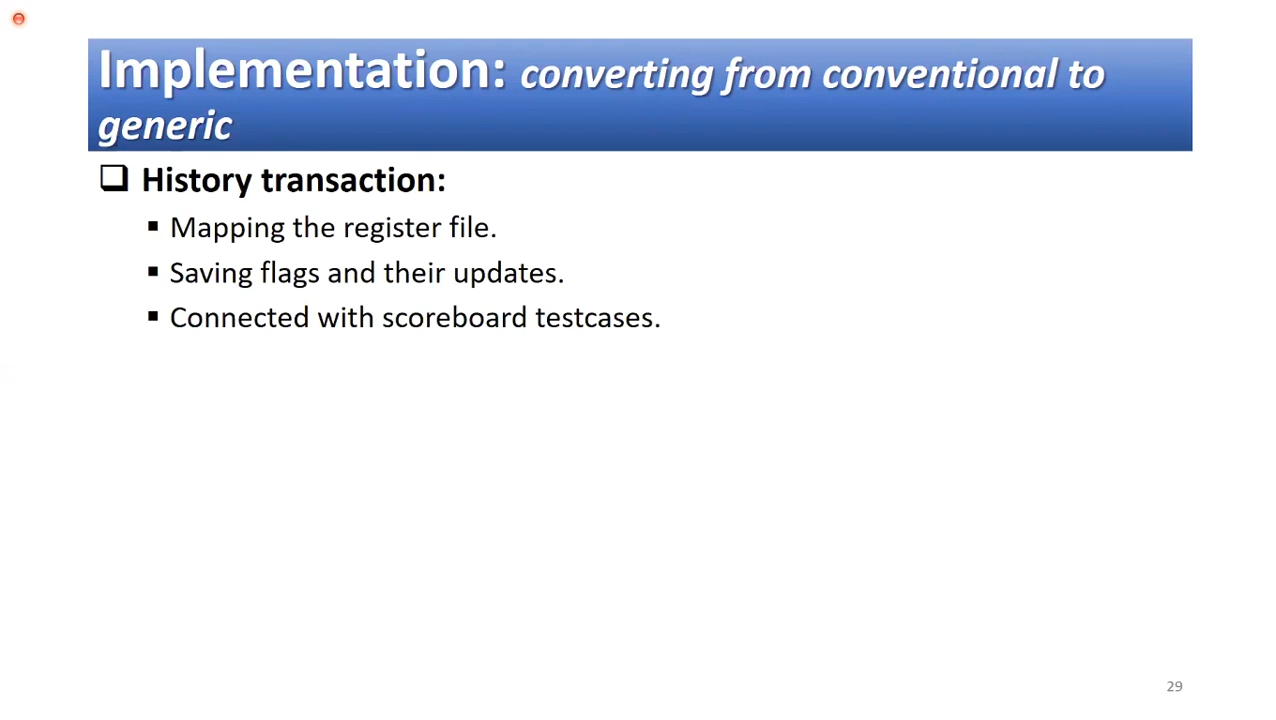 Implementation: converting from conventional to
generic
History transaction:
Mapping the register file.
Saving flags and their updates.
Connected with scoreboard testcases.
29